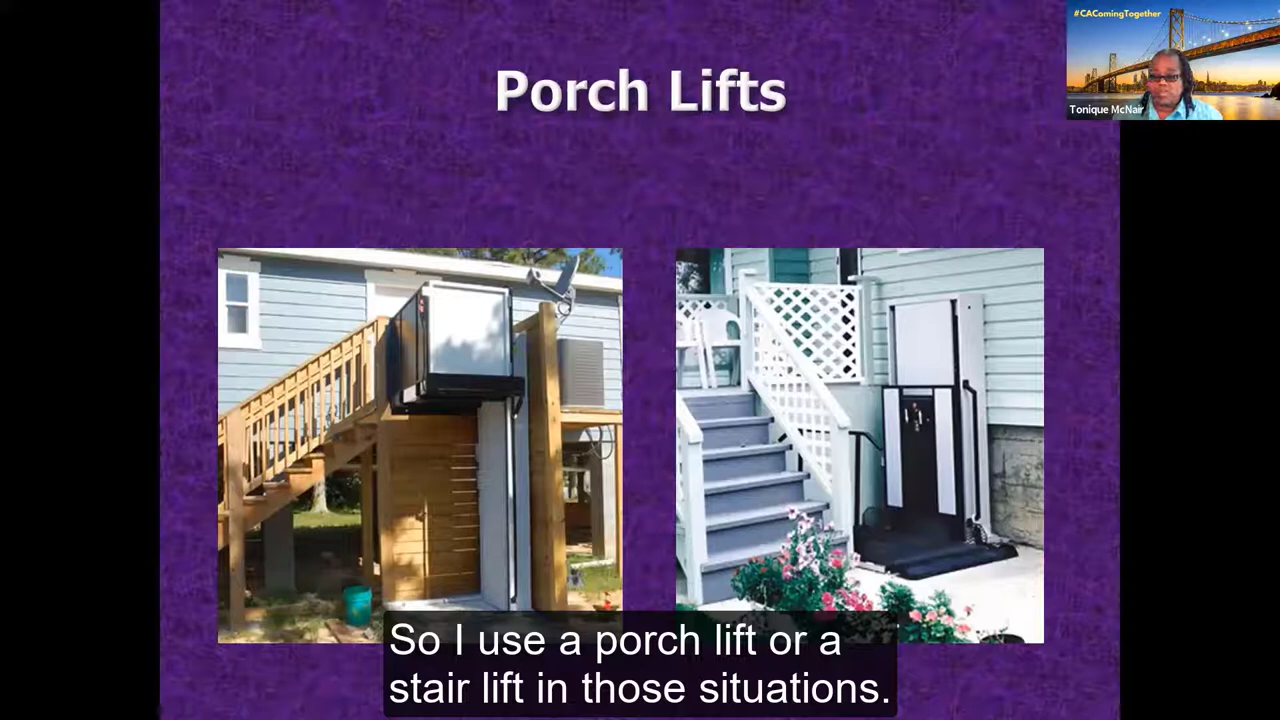 #CAComingTogether
Porch Lifts
Tonique McNair
So I use a porch lift or a
stair lift in those situations.